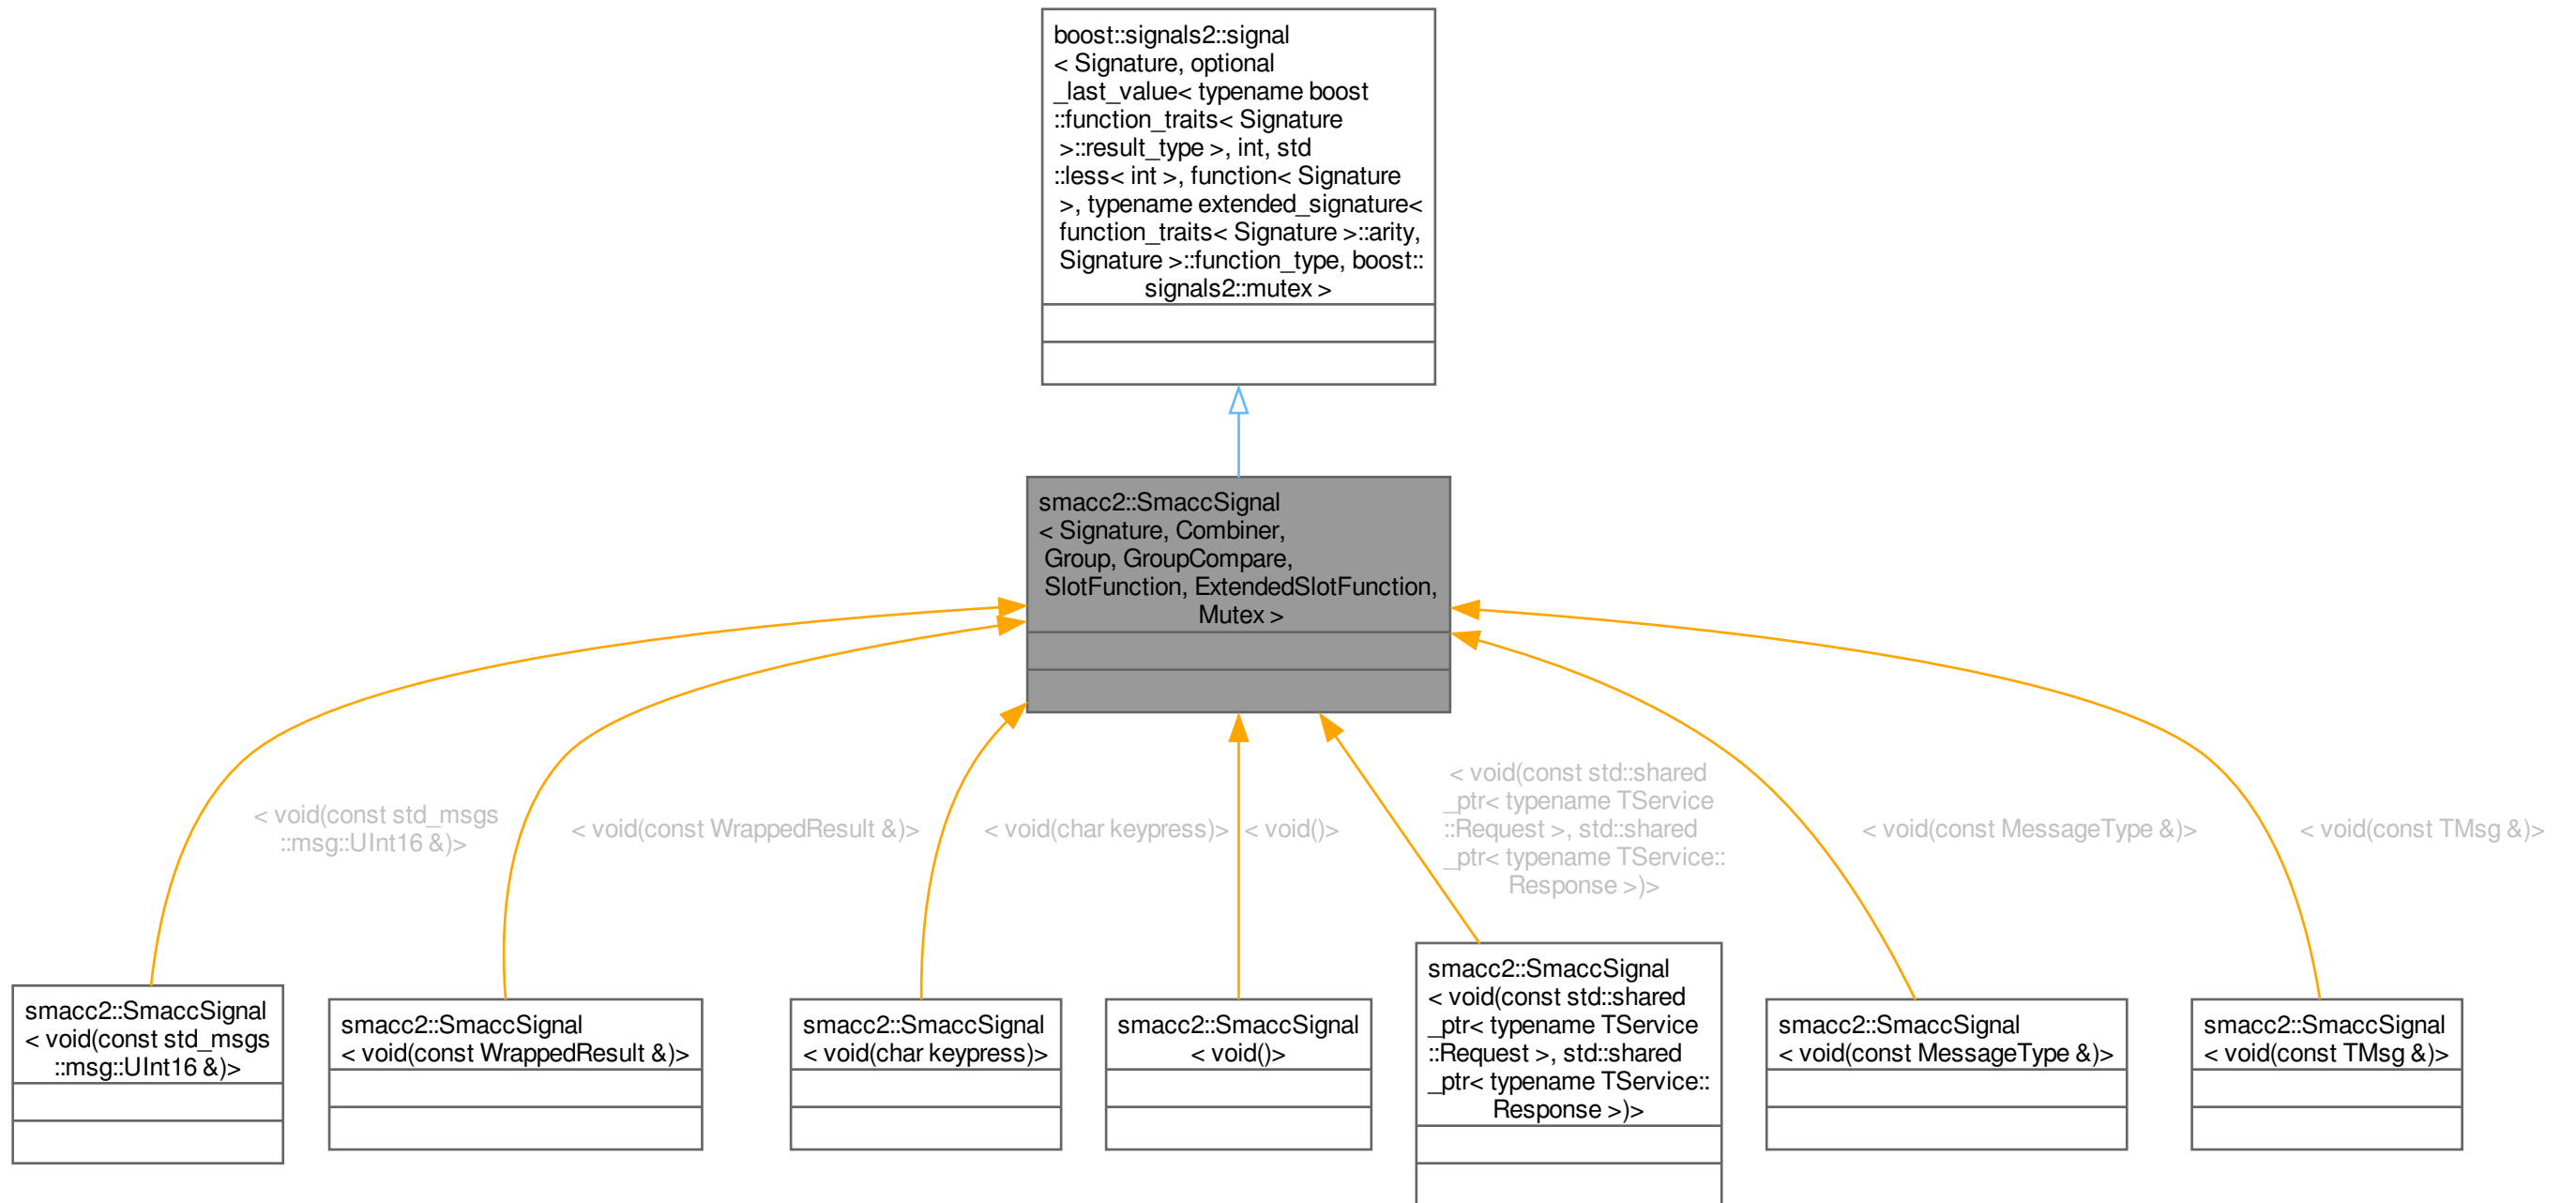 boost::signals2::signal
< Signature, optional
_last_value< typename boost
::function_traits< Signature
>::result_type >, int, std
::less< int >, function< Signature
>, typename extended_signature<
function_traits< Signature >::arity,
Signature >::function_type, boost::
signals2::mutex >
smacc2::SmaccSignal
< Signature, Combiner,
Group, GroupCompare,
SlotFunction, ExtendedSlotFunction,
Mutex >
< void(const std_msgs
::msg::UInt16 &)>
< void(const WrappedResult &)>
< void(char keypress)>
< void()>
< void(const std::shared
_ptr< typename TService
::Request >, std::shared
_ptr< typename TService::
Response >)>
< void(const MessageType &)>
< void(const TMsg &)>
smacc2::SmaccSignal
< void(const std_msgs
::msg::UInt16 &)>
smacc2::SmaccSignal
< void(const WrappedResult &)>
smacc2::SmaccSignal
< void(char keypress)>
smacc2::SmaccSignal
< void()>
smacc2::SmaccSignal
< void(const std::shared
_ptr< typename TService
::Request >, std::shared
_ptr< typename TService::
Response >)>
smacc2::SmaccSignal
< void(const MessageType &)>
smacc2::SmaccSignal
< void(const TMsg &)>